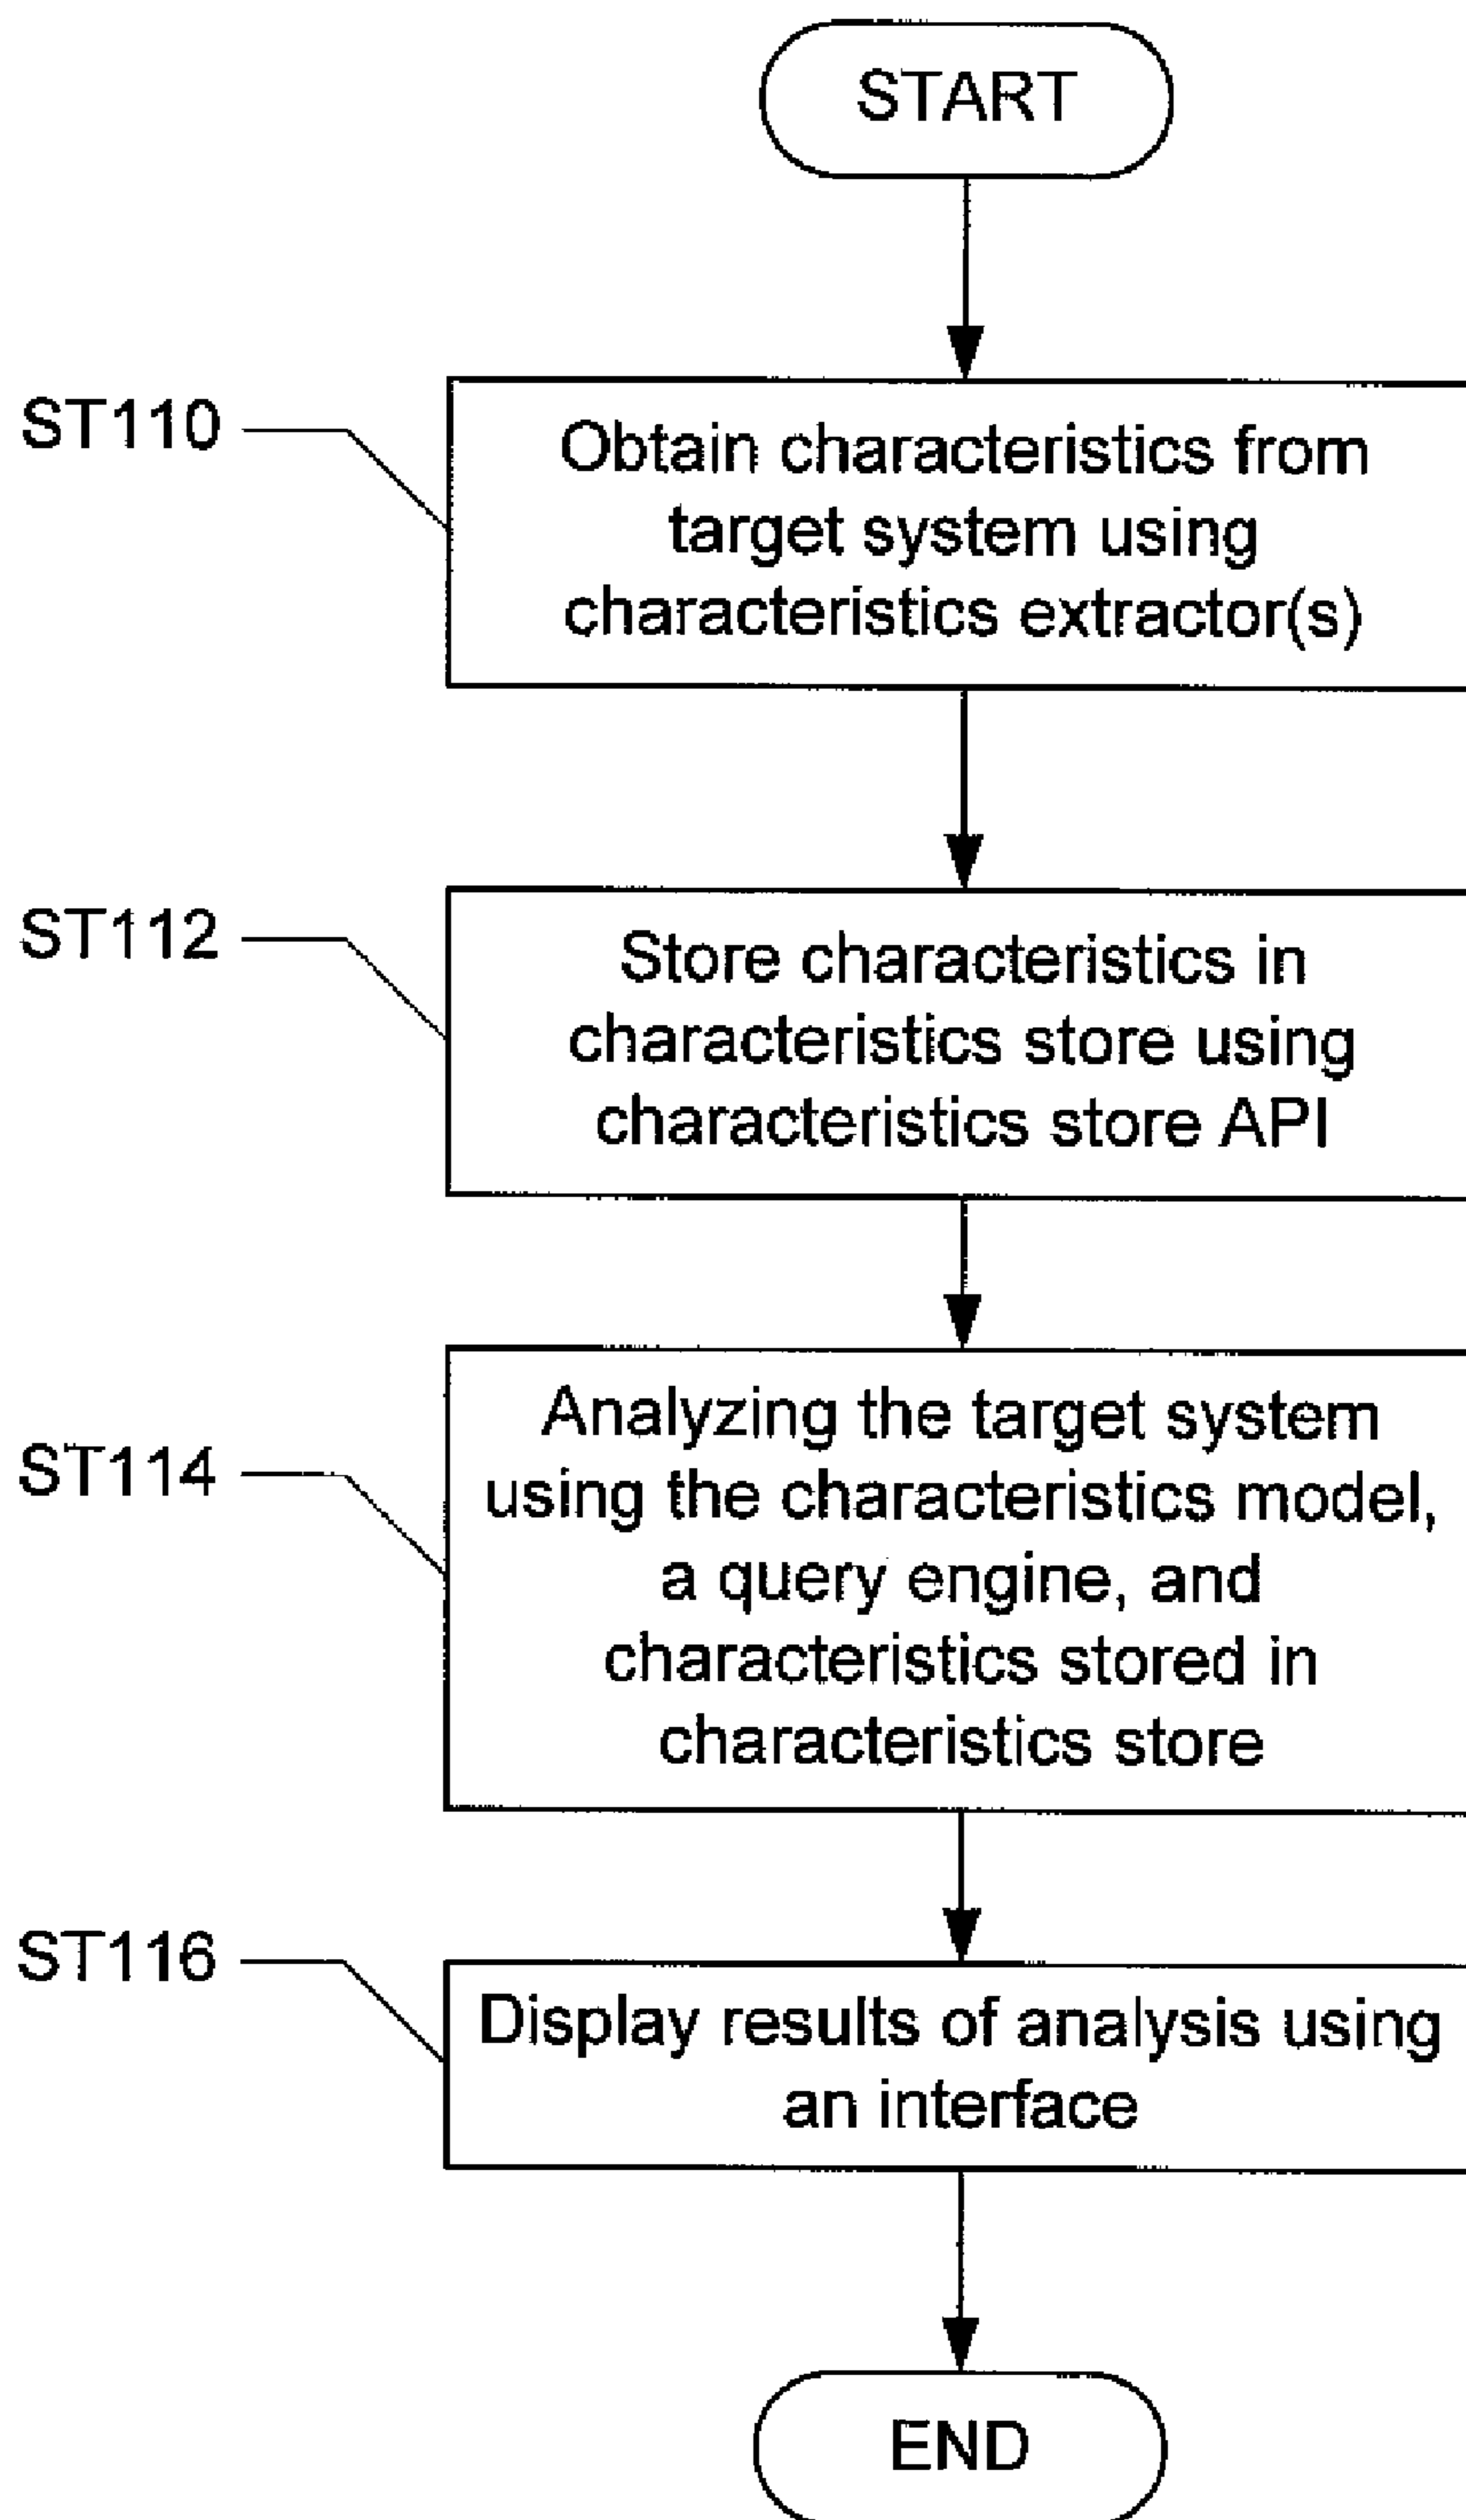 START
ST110
Obtain characteristics from
target system using
characteristics extractor(s)
ST112
Store characteristics in
characteristics store using
characteristics store API
ST114
Analyzing the target system
using the characteristics model,
a query engine, and
characteristics stored in
characteristics store
ST116
Display results of analysis using
an interface
END